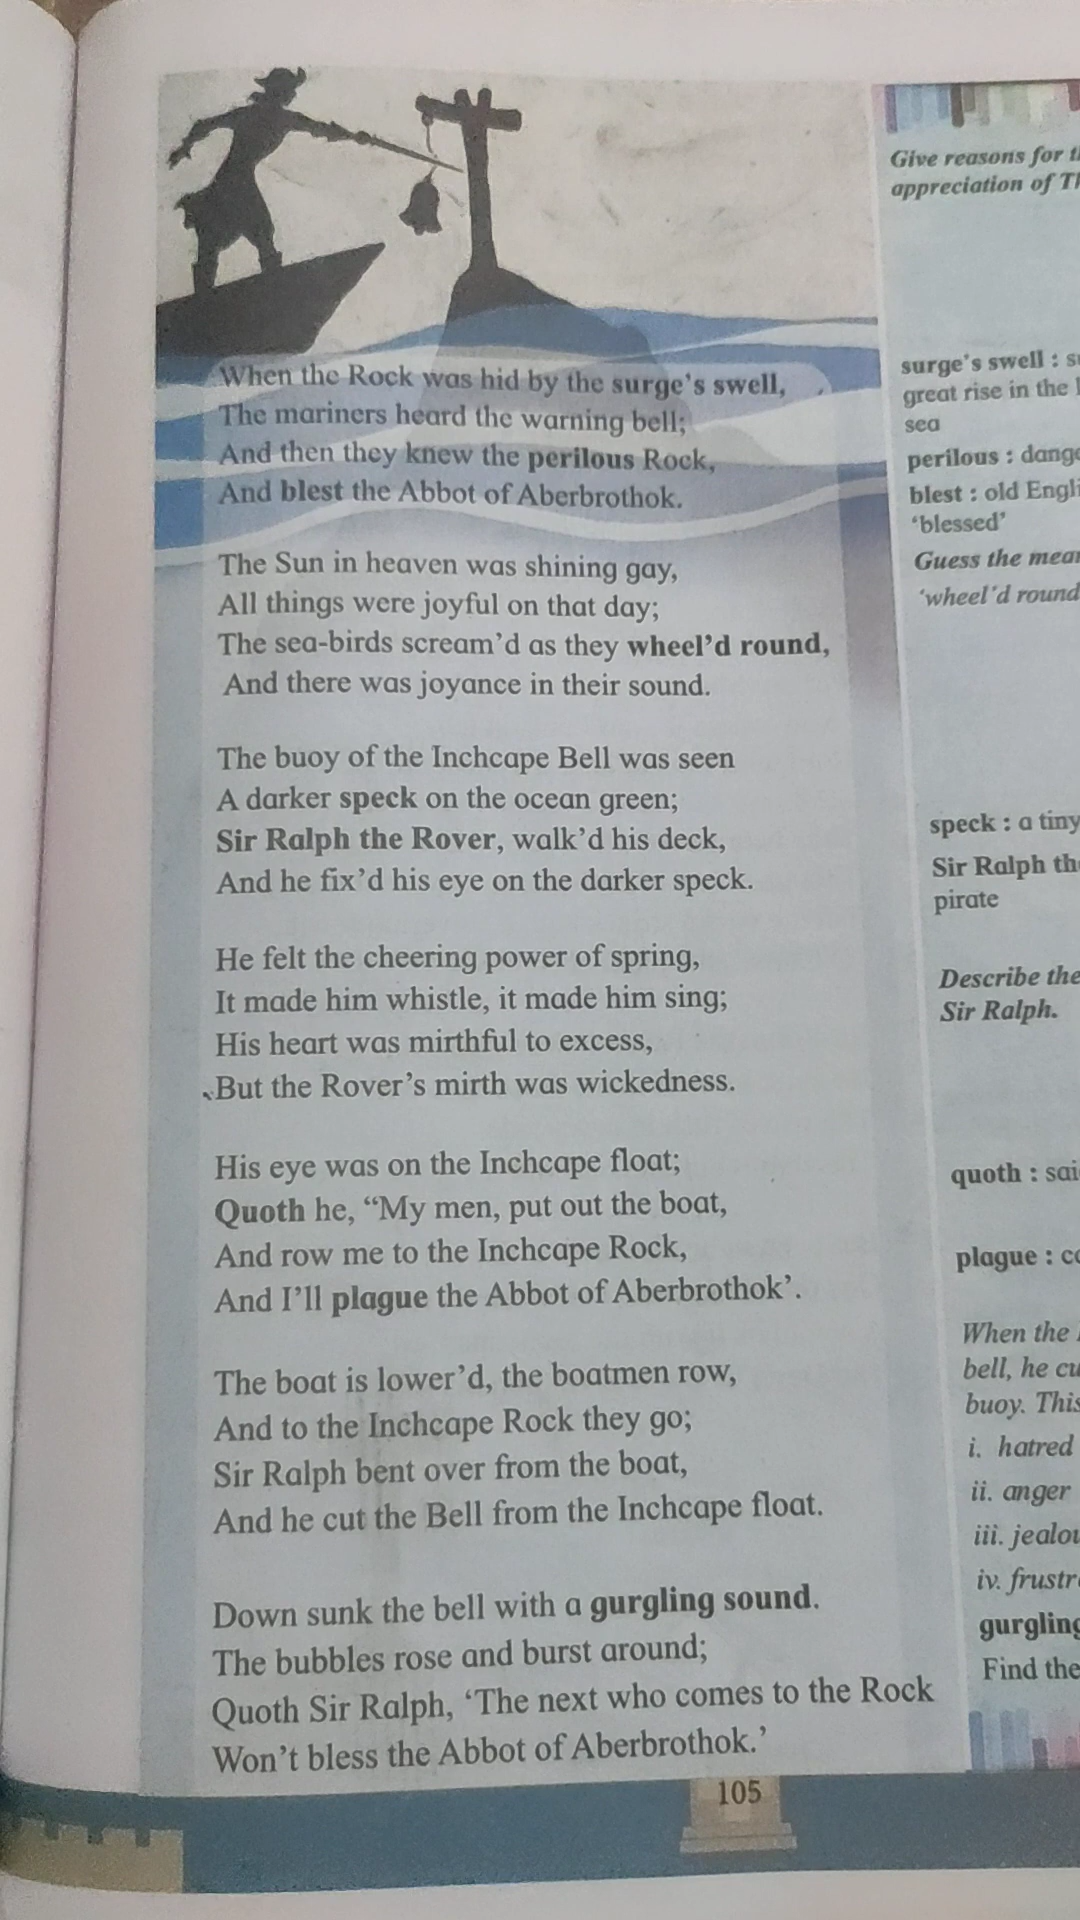 When the Rock was hid by the surge's swell,
The mariners heard the warning bell;
And then they knew the perilous Rock,
And blest the Abbot of Aberbrothok.
The Sun in heaven was shining gay,
All things were joyful on that day;
The sea-birds scream'd as they wheel'd round,
And there was joyance in their sound.
The buoy of the Inchcape Bell was seen
A darker speck on the ocean green;
Sir Ralph the Rover, walk'd his deck,
And he fix'd his eye on the darker speck.
He felt the cheering power of spring,
It made him whistle, it made him sing;
His heart was mirthful to excess,
But the Rover's mirth was wickedness.
His eye was on the Inchcape float;
Quoth he, “My men, put out the boat,
And row me to the Inchcape Rock,
And I'll plague the Abbot of Aberbrothok’.
The boat is lower'd, the boatmen row,
And to the Inchcape Rock they go;
Sir Ralph bent over from the boat,
And he cut the Bell from the Inchcape float.
Down sunk the bell with a gurgling sound.
The bubbles rose and burst around;
Quoth Sir Ralph, ‘The next who comes to the Rock
Won't bless the Abbot of Aberbrothok.’
105
Give reasons for
appreciation of
surge's swell :
great rise in the
sea
perilous :
blest : old
‘blessed’
Guess the
‘wheel'd round
speck : a tiny
Sir Ralph
pirate
Describe the
Sir Ralph.
quoth :
plague :
When the
bell, he
buoy. This
i. hatred
ii. anger
iii.
iv.
gurgling
Find the